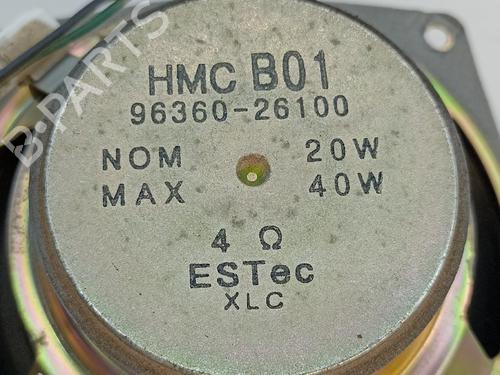 HMC B01
96360-26100
NOM 20W
MAX 40W
4 Ω
ESTec
XLC
B-PARTS